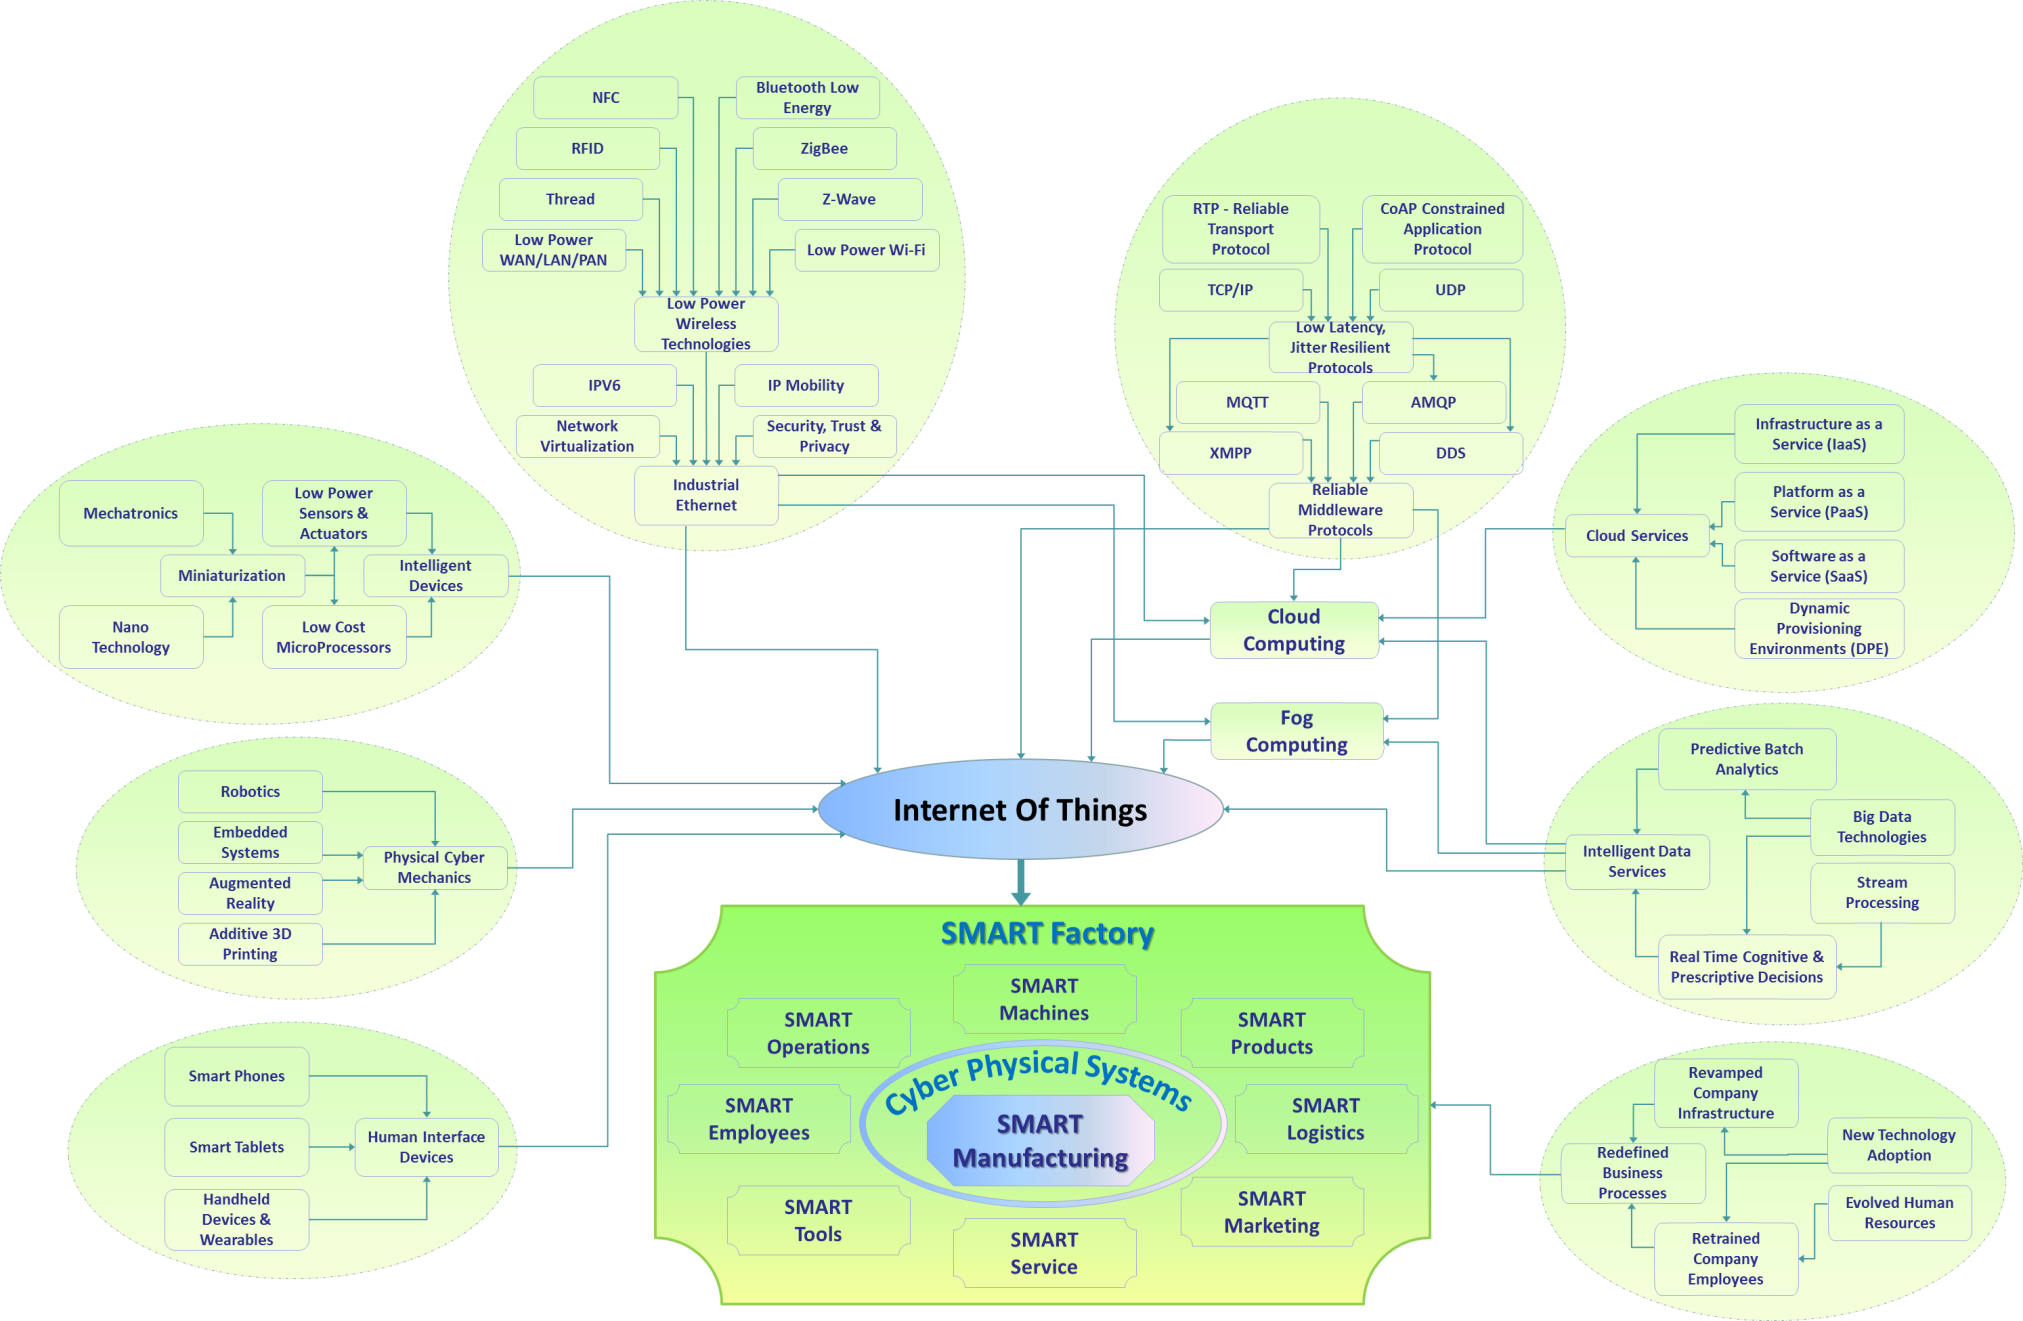 NFC
Bluetooth Low
Energy
RFID
ZigBee
Thread
Z-Wave
Low Power
WAN/LAN/PAN
Low Power Wi-Fi
Low Power
Wireless
Technologies
IPV6
IP Mobility
Network
Virtualization
Security, Trust &
Privacy
Industrial
Ethernet
RTP - Reliable
Transport
Protocol
CoAP Constrained
Application
Protocol
TCP/IP
UDP
Low Latency,
Jitter Resilient
Protocols
MQTT
AMQP
XMPP
DDS
Reliable
Middleware
Protocols
Infrastructure as a
Service (IaaS)
Platform as a
Service (PaaS)
Cloud Services
Software as a
Service (SaaS)
Dynamic
Provisioning
Environments (DPE)
Mechatronics
Low Power
Sensors &
Actuators
Miniaturization
Intelligent
Devices
Nano
Technology
Low Cost
MicroProcessors
Cloud
Computing
Fog
Computing
Robotics
Embedded
Systems
Physical Cyber
Mechanics
Augmented
Reality
Additive 3D
Printing
Internet Of Things
Predictive Batch
Analytics
Big Data
Technologies
Intelligent Data
Services
Stream
Processing
Real Time Cognitive &
Prescriptive Decisions
Smart Phones
Smart Tablets
Human Interface
Devices
Handheld
Devices &
Wearables
SMART Factory
SMART
Machines
SMART
Operations
SMART
Products
Cyber Physical Systems
SMART
Employees
SMART
Manufacturing
SMART
Logistics
SMART
Tools
SMART
Service
SMART
Marketing
Revamped
Company
Infrastructure
New Technology
Adoption
Redefined
Business
Processes
Evolved Human
Resources
Retrained
Company
Employees